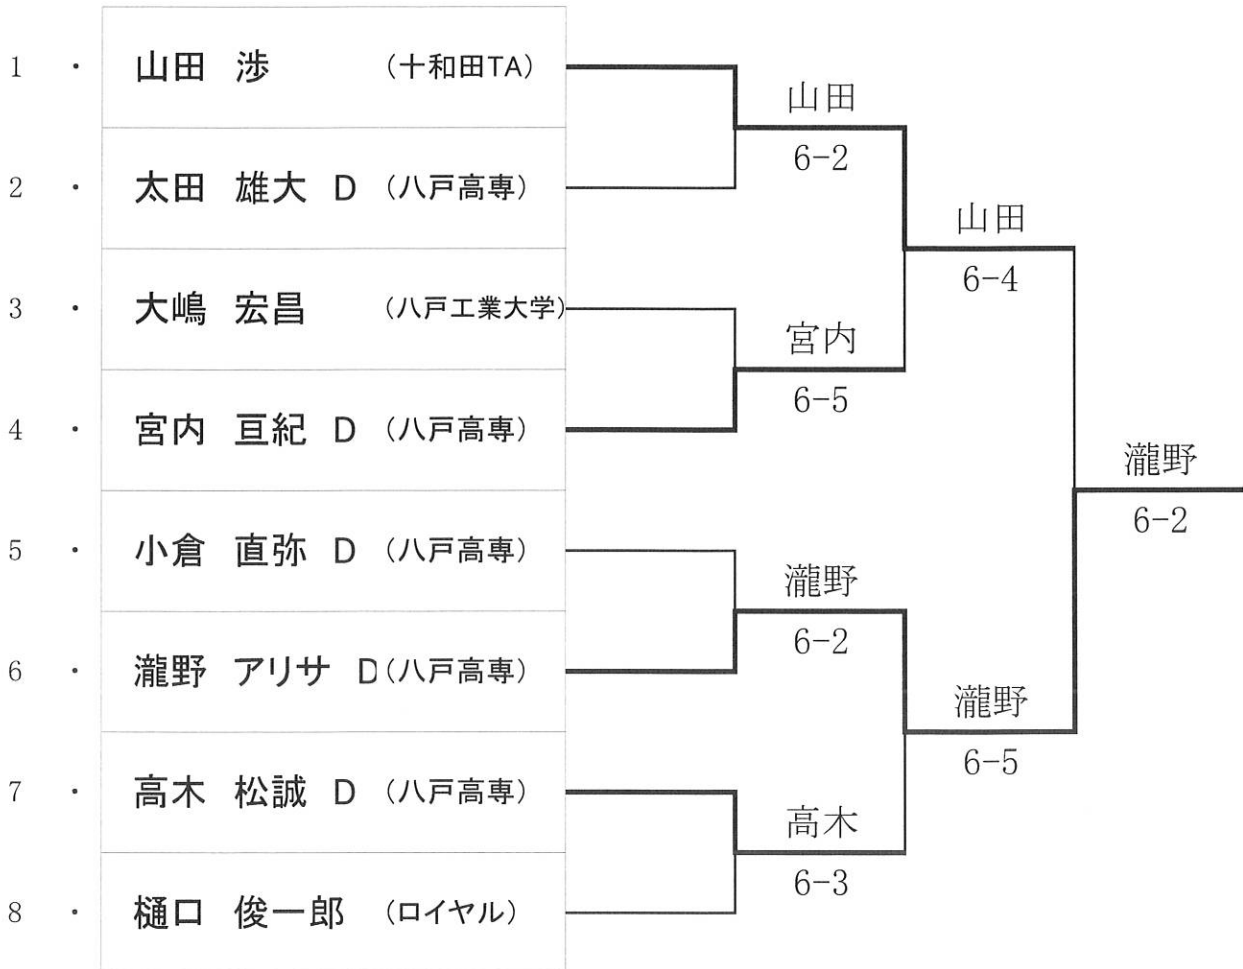 1 ・ 山田 渉 (十和田TA)
山田
6-2
2 ・ 太田 雄大 D (八戸高専)
山田
6-4
3 ・ 大嶋 宏昌 (八戸工業大学)
宮内
6-5
4 ・ 宮内 亘紀 D (八戸高専)
瀧野
6-2
5 ・ 小倉 直弥 D (八戸高専)
瀧野
6-2
6 ・ 瀧野 アリサ D(八戸高専)
瀧野
6-5
7 ・ 高木 松誠 D (八戸高専)
高木
6-3
8 ・ 樋口 俊一郎 (ロイヤル)